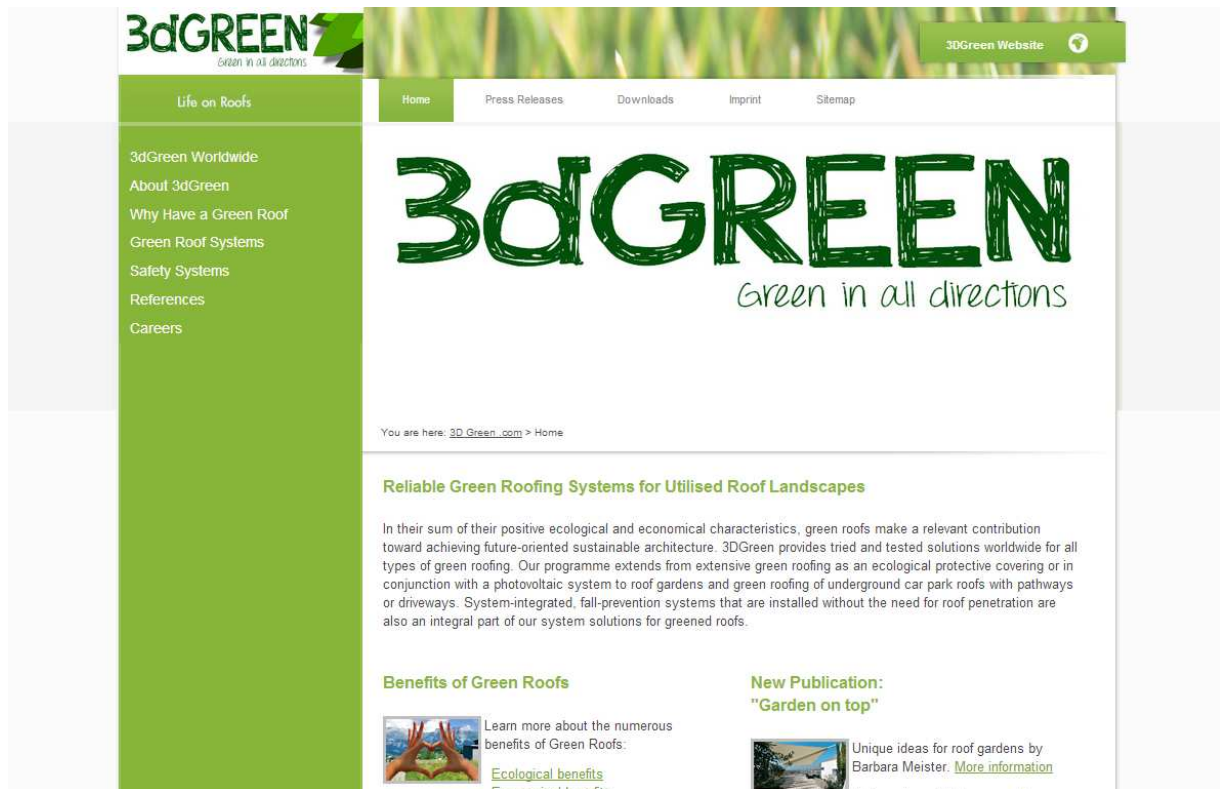 3dGREEN
Green in all directions
3DGreen Website
Life on Roofs
Home
Press Releases
Downloads
Imprint
Sitemap
3dGreen Worldwide
About 3dGreen
Why Have a Green Roof
Green Roof Systems
Safety Systems
References
Careers
3dGREEN
Green in all directions
You are here: 3D Green .com > Home
Reliable Green Roofing Systems for Utilised Roof Landscapes
In their sum of their positive ecological and economical characteristics, green roofs make a relevant contribution
toward achieving future-oriented sustainable architecture. 3DGreen provides tried and tested solutions worldwide for all
types of green roofing. Our programme extends from extensive green roofing as an ecological protective covering or in
conjunction with a photovoltaic system to roof gardens and green roofing of underground car park roofs with pathways
or driveways. System-integrated, fall-prevention systems that are installed without the need for roof penetration are
also an integral part of our system solutions for greened roofs.
Benefits of Green Roofs
Learn more about the numerous
benefits of Green Roofs:
Ecological benefits
New Publication:
"Garden on top"
Unique ideas for roof gardens by
Barbara Meister. More information